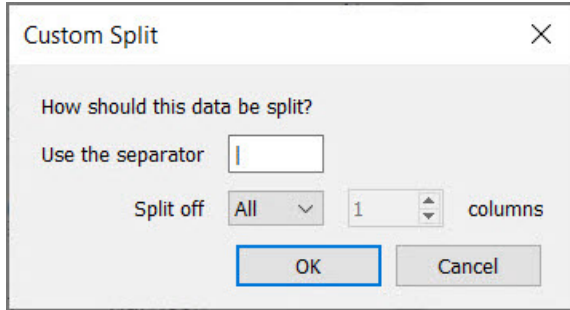 Custom Split
How should this data be split?
Use the separator
Split off All 1 columns
OK Cancel